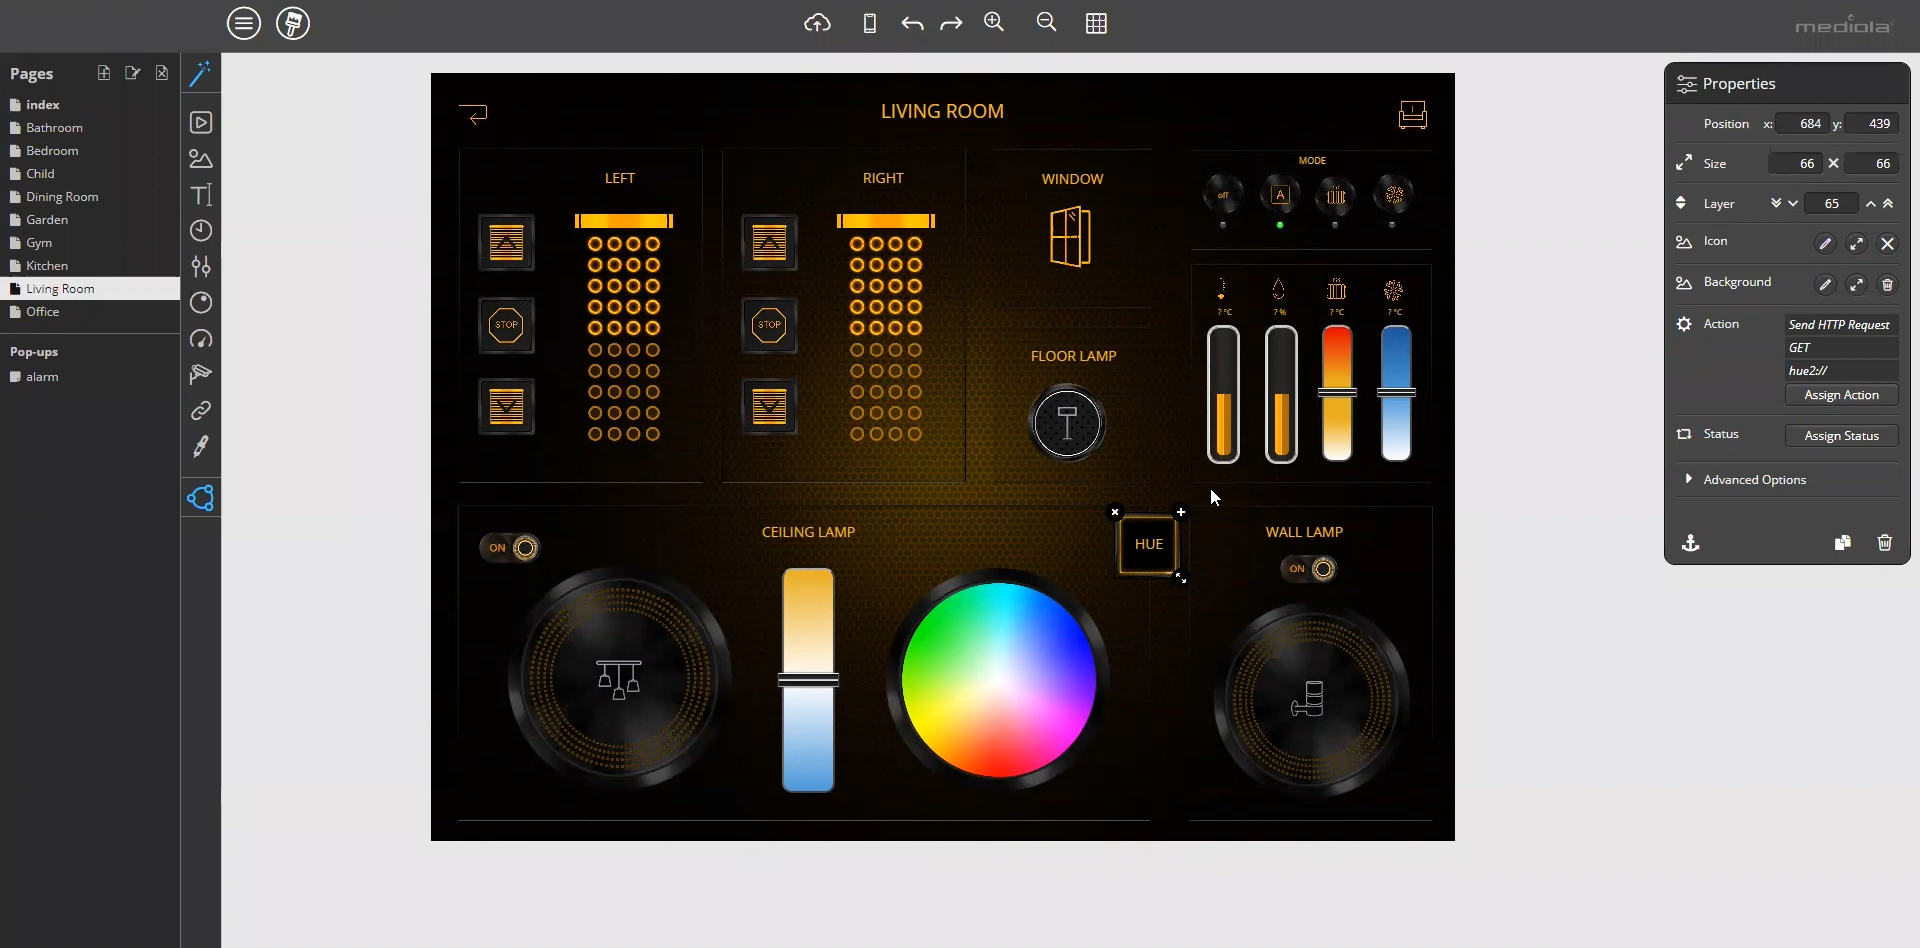 mediola
Pages
index
Bathroom
Bedroom
Child
Dining Room
Garden
Gym
Kitchen
Living Room
Office
Pop-ups
alarm
LIVING ROOM
LEFT
STOP
RIGHT
STOP
WINDOW
FLOOR LAMP
MODE
off
A
? °C
? %
? °C
? °C
ON
CEILING LAMP
HUE
WALL LAMP
ON
Properties
Position x: 684 y: 439
Size 66 66
Layer 65
Icon
Background
Action Send HTTP Request
GET
hue2://
Assign Action
Status Assign Status
Advanced Options